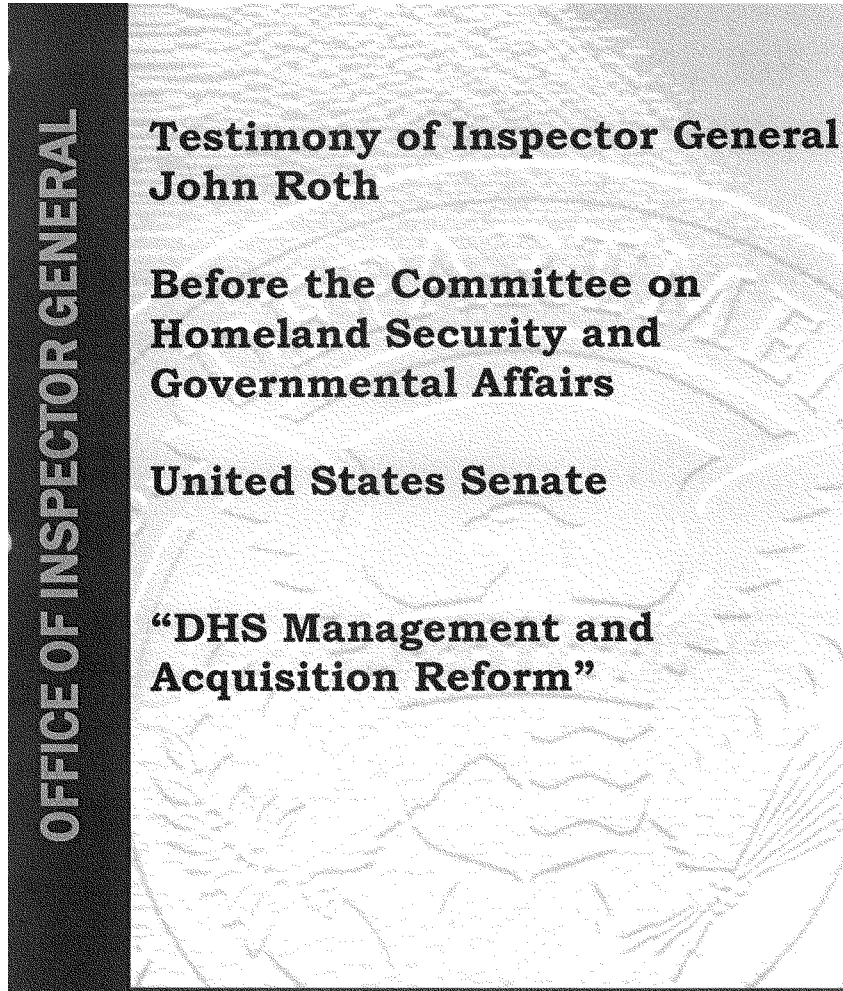 OFFICE OF INSPECTOR GENERAL
Testimony of Inspector General
John Roth
Before the Committee on
Homeland Security and
Governmental Affairs
United States Senate
“DHS Management and
Acquisition Reform”